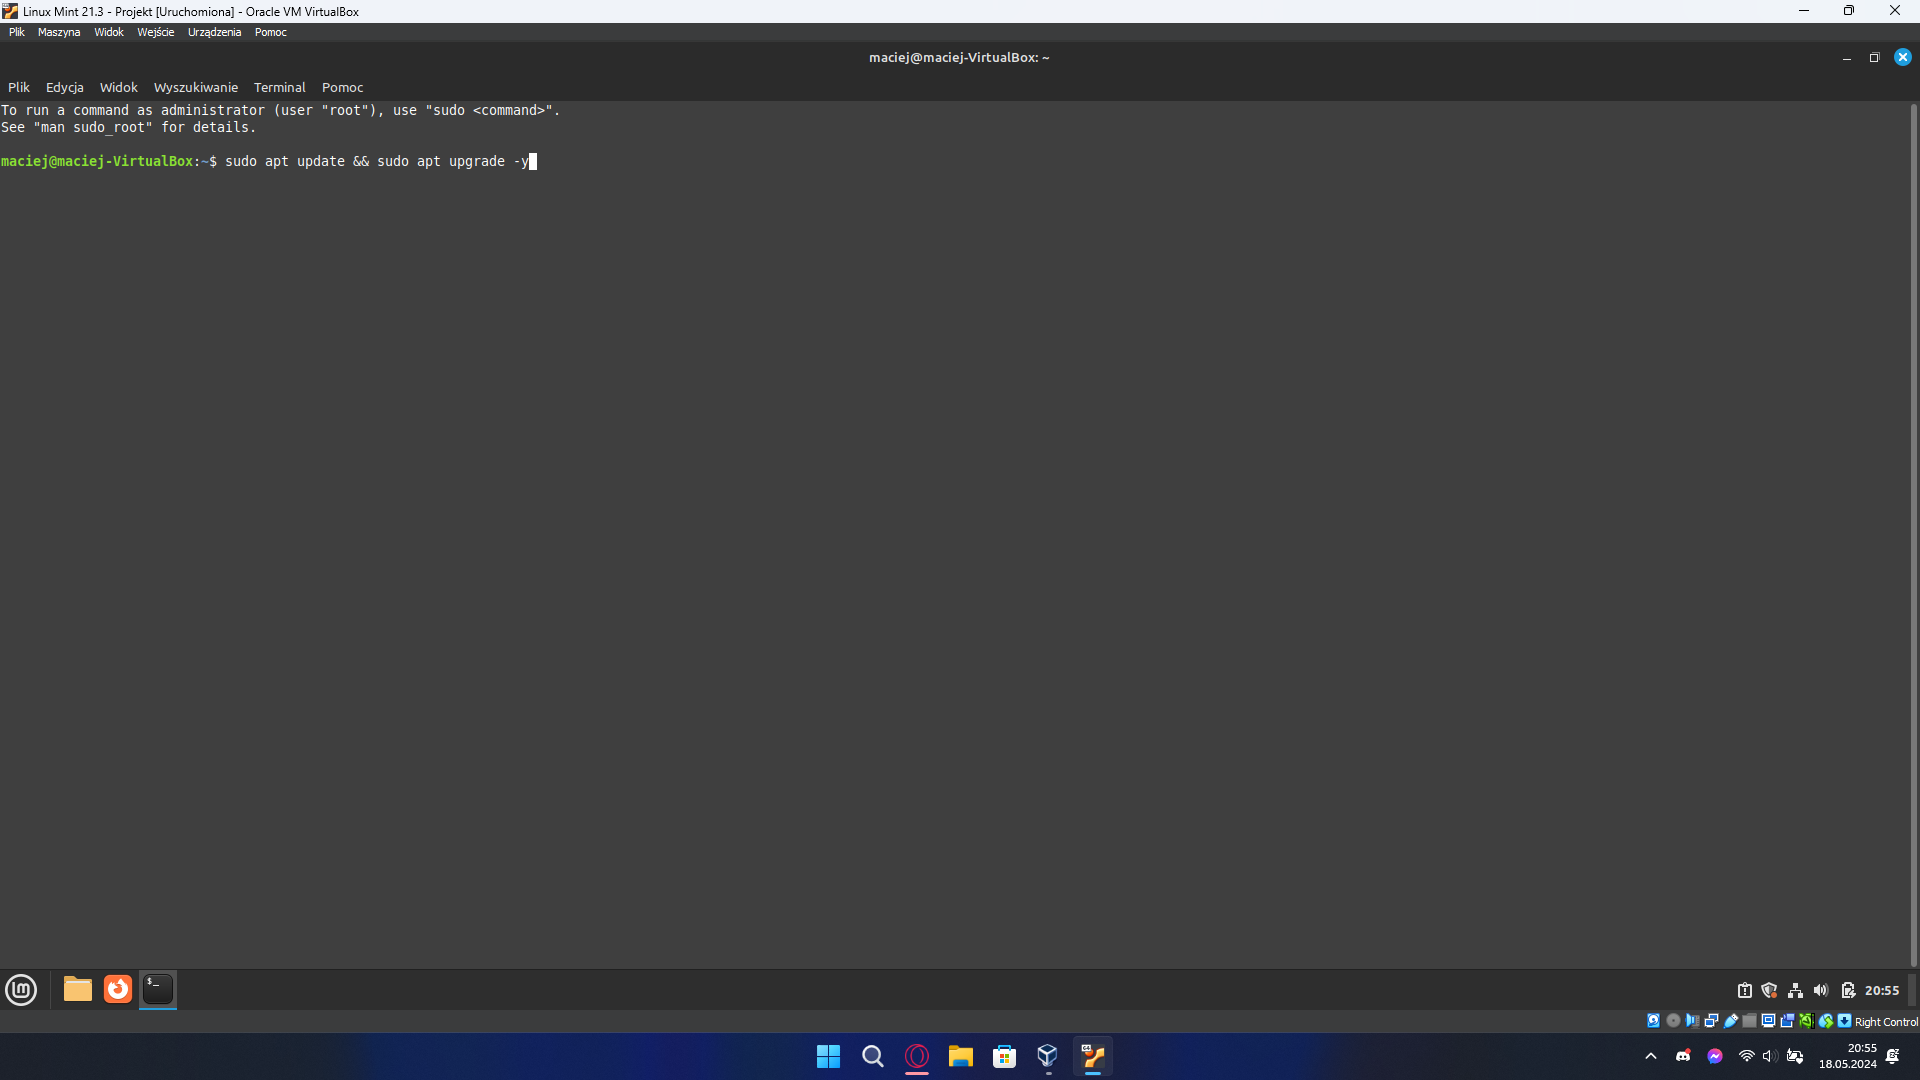 Linux Mint 21.3 - Projekt [Uruchomiona] - Oracle VM VirtualBox
Plik Maszyna Widok Wejście Urządzenia Pomoc
maciej@maciej-VirtualBox: ~
Plik Edycja Widok Wyszukiwanie Terminal Pomoc
To run a command as administrator (user "root"), use "sudo <command>".
See "man sudo_root" for details.
maciej@maciej-VirtualBox:~$ sudo apt update && sudo apt upgrade -y
$_
20:55
Right Control
64
20:55
18.05.2024